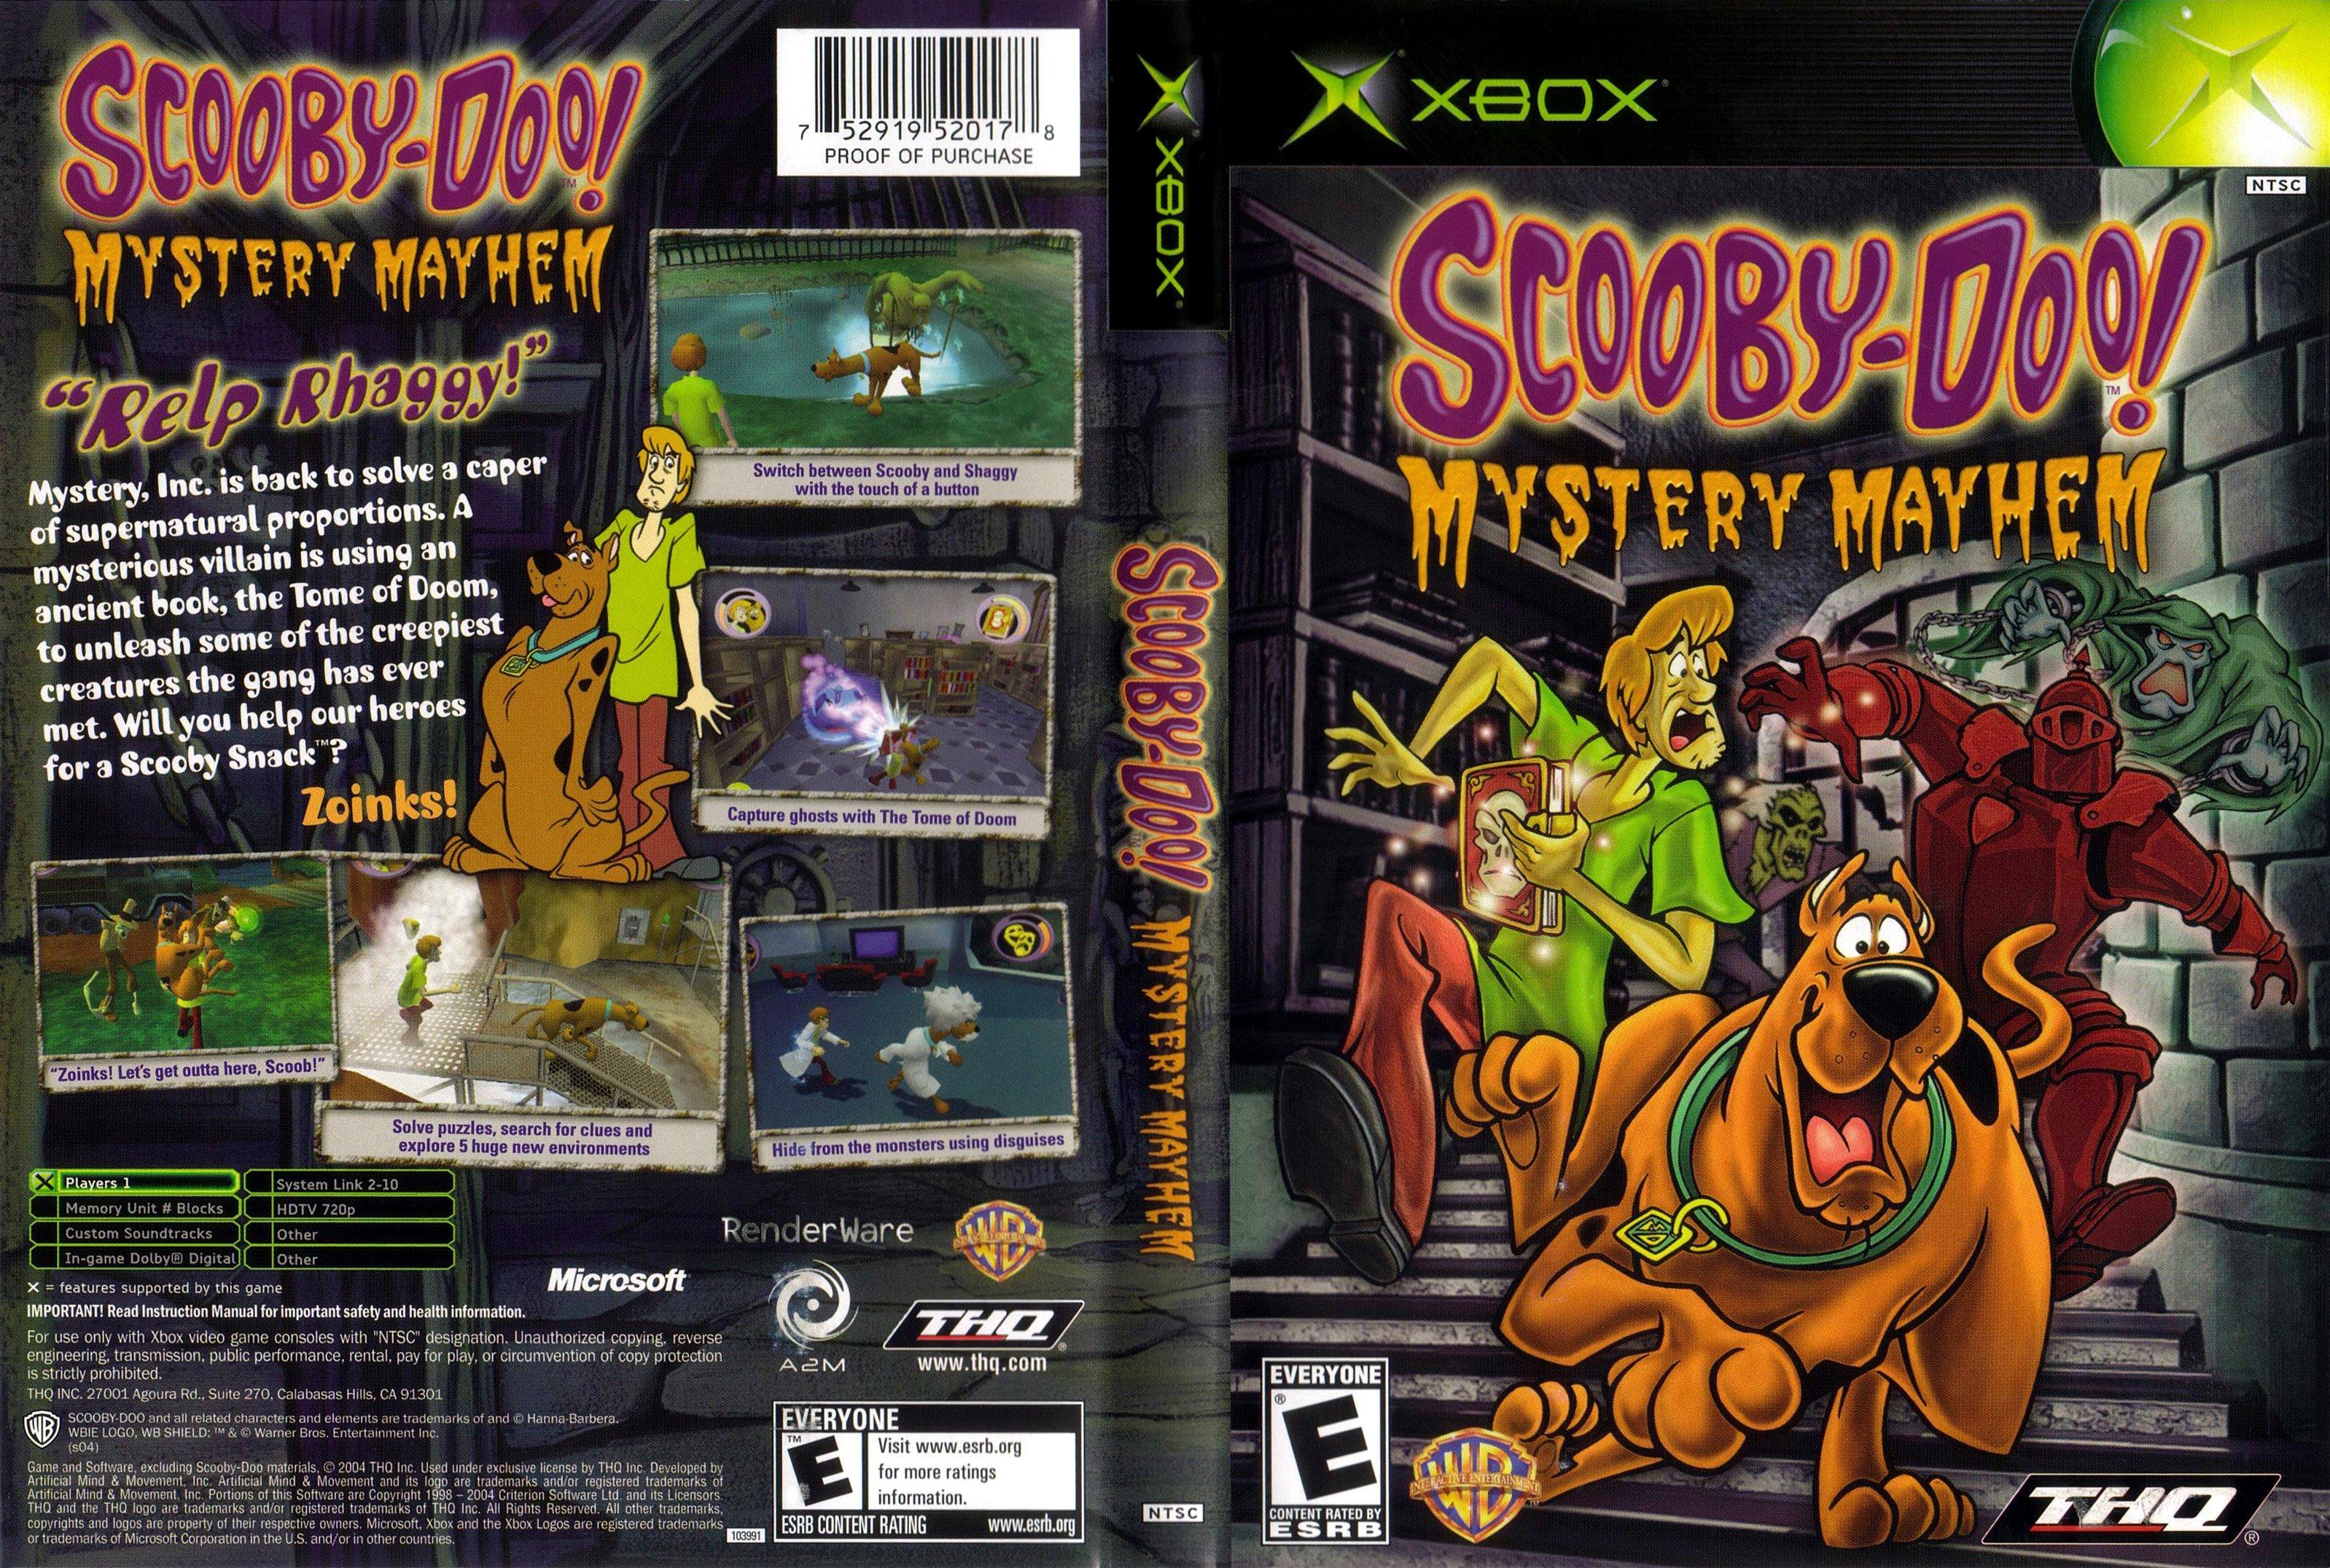 SCOOBY-DOO!
TM
MYSTERY MAYHEM
"Relp Rhaggy!"
Mystery, Inc. is back to solve a caper
of supernatural proportions. A
mysterious villain is using an
ancient book, the Tome of Doom,
to unleash some of the creepiest
creatures the gang has ever
met. Will you help our heroes
for a Scooby Snack™?
Zoinks!
7 52919 52017 8
PROOF OF PURCHASE
Switch between Scooby and Shaggy
with the touch of a button
Capture ghosts with The Tome of Doom
"Zoinks! Let's get outta here, Scoob!"
Solve puzzles, search for clues and
explore 5 huge new environments
Hide from the monsters using disguises
X Players 1
Memory Unit # Blocks
Custom Soundtracks
In-game Dolby® Digital
System Link 2-10
HDTV 720p
Other
Other
X = features supported by this game
IMPORTANT! Read Instruction Manual for important safety and health information.
For use only with Xbox video game consoles with "NTSC" designation. Unauthorized copying, reverse
engineering, transmission, public performance, rental, pay for play, or circumvention of copy protection
is strictly prohibited.
THQ INC. 27001 Agoura Rd., Suite 270, Calabasas Hills, CA 91301
WB
SCOOBY-DOO and all related characters and elements are trademarks of and © Hanna-Barbera.
WBIE LOGO, WB SHIELD: ™ & © Warner Bros. Entertainment Inc.
(s04)
Game and Software, excluding Scooby-Doo materials, © 2004 THQ Inc. Used under exclusive license by THQ Inc. Developed by
Artificial Mind & Movement, Inc. Artificial Mind & Movement and its logo are trademarks and/or registered trademarks of
Artificial Mind & Movement, Inc. Portions of this Software are Copyright 1998 – 2004 Criterion Software Ltd. and its Licensors.
THQ and the THQ logo are trademarks and/or registered trademarks of THQ Inc. All Rights Reserved. All other trademarks,
copyrights and logos are property of their respective owners. Microsoft, Xbox and the Xbox Logos are registered trademarks
or trademarks of Microsoft Corporation in the U.S. and/or in other countries.
Microsoft
RenderWare
WB
INTERACTIVE ENTERTAINMENT
A2M
THQ®
www.thq.com
EVERYONE
™
E
Visit www.esrb.org
for more ratings
information.
ESRB CONTENT RATING www.esrb.org
103991
XBOX®
SCOOBY-DOO!
MYSTERY MAYHEM
NTSC
XBOX®
NTSC
SCOOBY-DOO!
TM
MYSTERY MAYHEM
EVERYONE
®
E
CONTENT RATED BY
ESRB
WB
INTERACTIVE ENTERTAINMENT
TM
THQ®